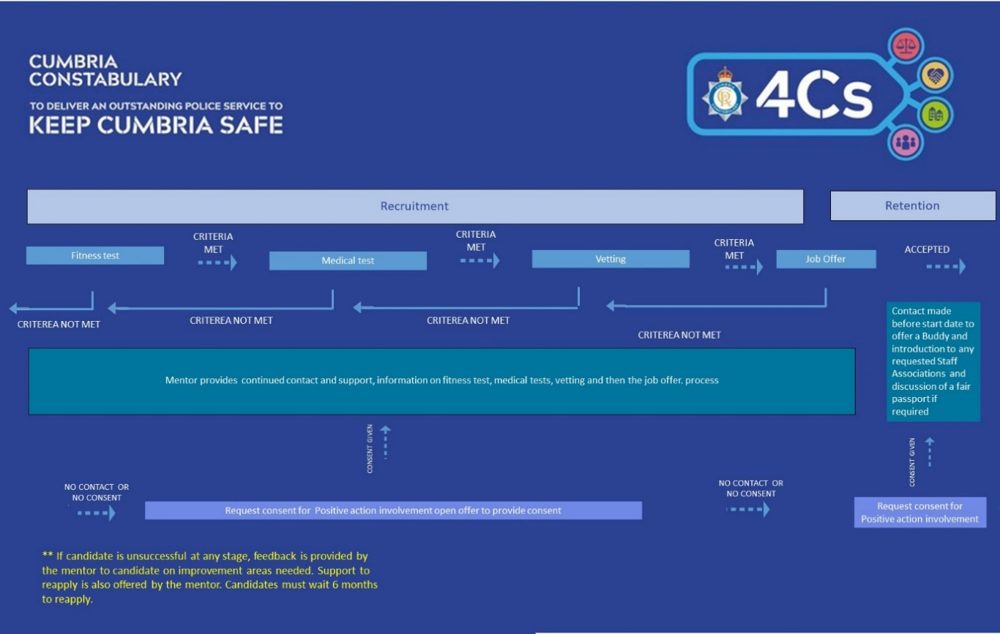 CUMBRIA
CONSTABULARY
TO DELIVER AN OUTSTANDING POLICE SERVICE TO
KEEP CUMBRIA SAFE
4Cs
Recruitment
Retention
Fitness test
CRITERIA
MET
Medical test
CRITERIA
MET
Vetting
CRITERIA
MET
Job Offer
ACCEPTED
CRITEREA NOT MET
CRITEREA NOT MET
CRITEREA NOT MET
CRITEREA NOT MET
Mentor provides continued contact and support, information on fitness test, medical tests, vetting and then the job offer. process
Contact made
before start date to
offer a Buddy and
introduction to any
requested Staff
Associations and
discussion of a fair
passport if
required
CONSENT GIVEN
CONSENT GIVEN
NO CONTACT OR
NO CONSENT
Request consent for Positive action involvement open offer to provide consent
NO CONTACT OR
NO CONSENT
Request consent for
Positive action involvement
** If candidate is unsuccessful at any stage, feedback is provided by
the mentor to candidate on improvement areas needed. Support to
reapply is also offered by the mentor. Candidates must wait 6 months
to reapply.